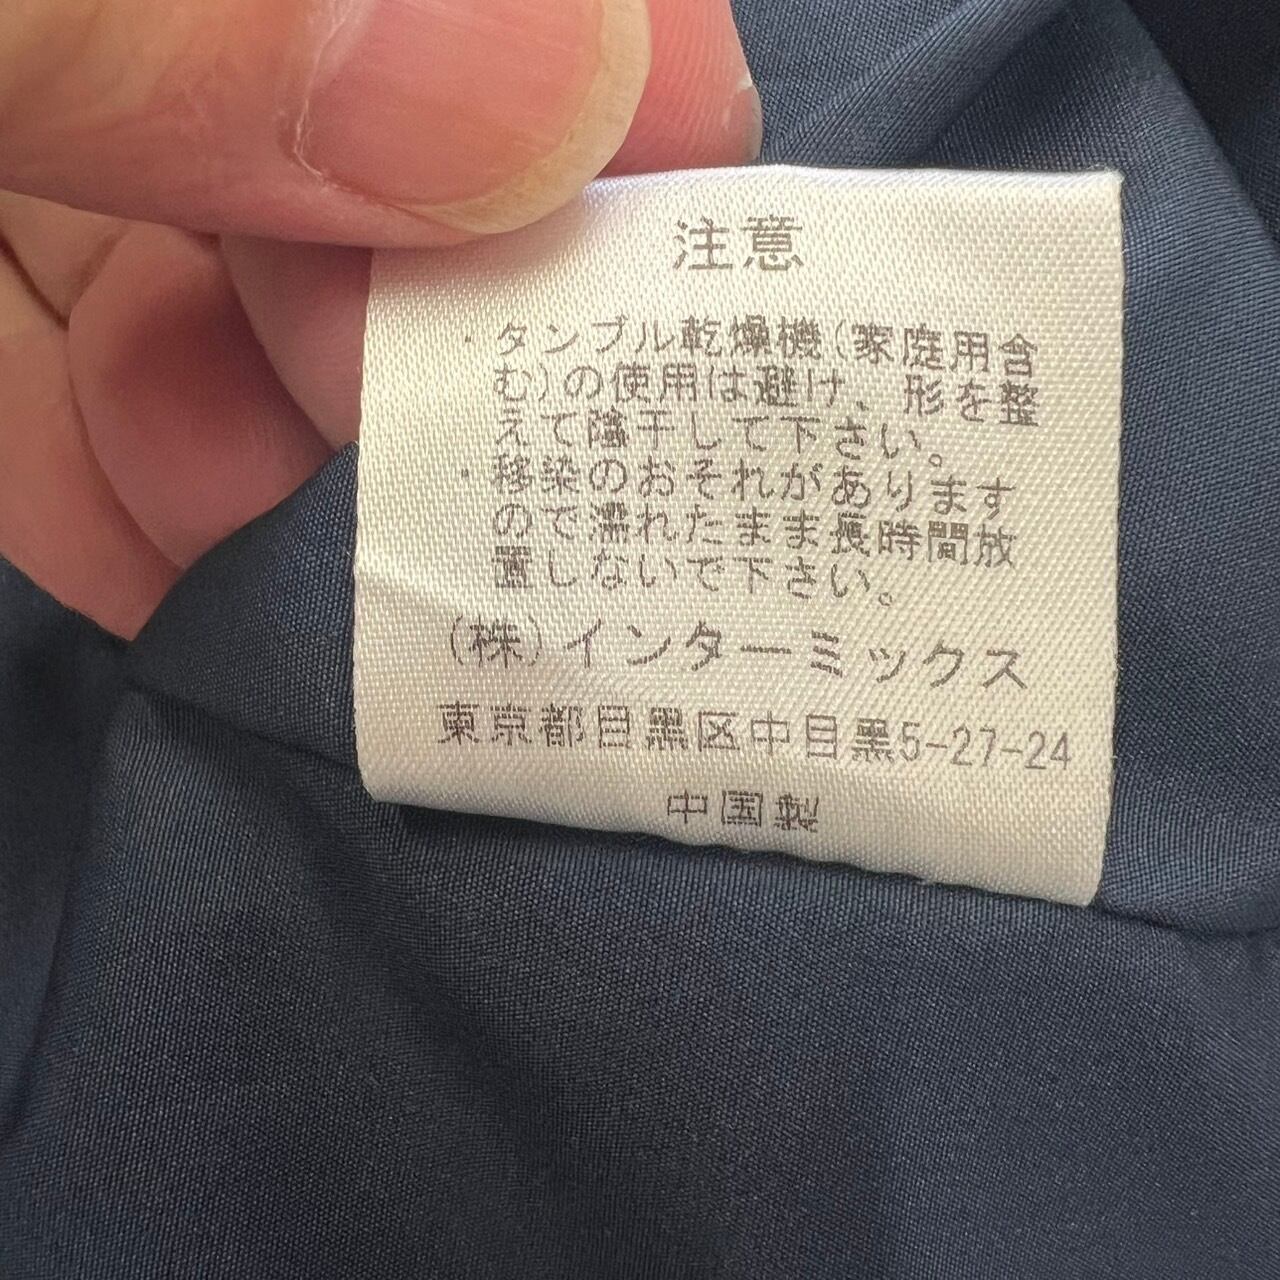 注意
・タンブル乾燥機(家庭用含
む)の使用は避け、形を整
えて陰干して下さい。
・移染のおそれがあります
ので濡れたまま長時間放
置しないで下さい。
(株)インターミックス
東京都目黒区中目黒5-27-24
中国製